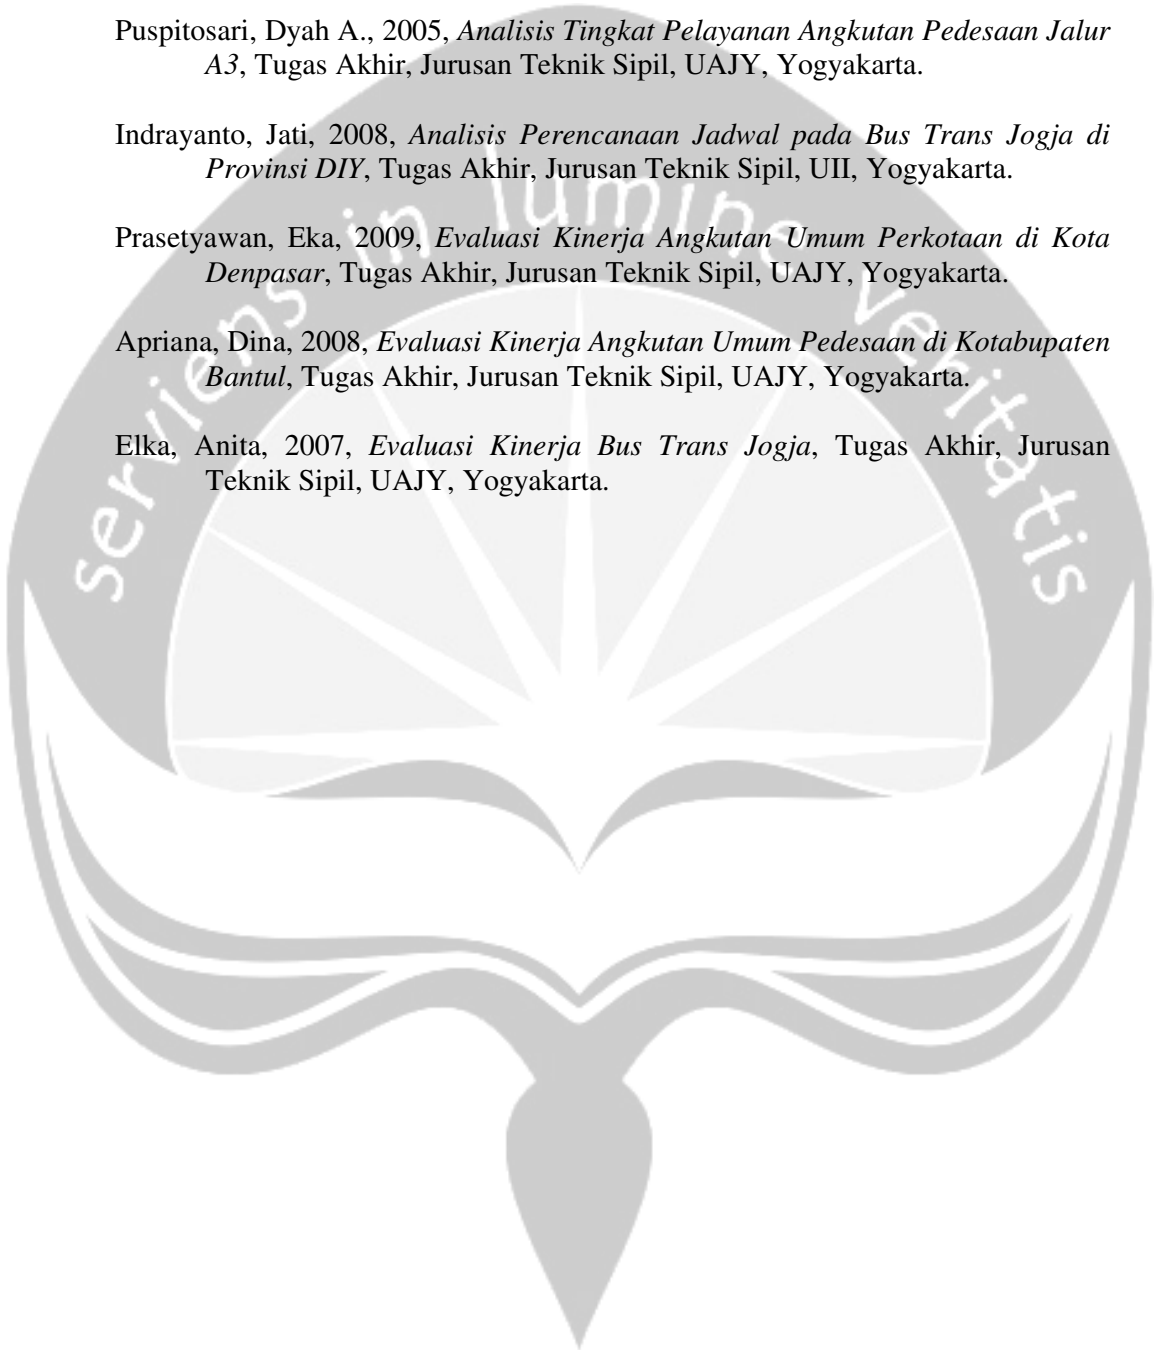 Puspitosari, Dyah A., 2005, Analisis Tingkat Pelayanan Angkutan Pedesaan Jalur
A3, Tugas Akhir, Jurusan Teknik Sipil, UAJY, Yogyakarta.
Indrayanto, Jati, 2008, Analisis Perencanaan Jadwal pada Bus Trans Jogja di
Provinsi DIY, Tugas Akhir, Jurusan Teknik Sipil, UII, Yogyakarta.
Prasetyawan, Eka, 2009, Evaluasi Kinerja Angkutan Umum Perkotaan di Kota
Denpasar, Tugas Akhir, Jurusan Teknik Sipil, UAJY, Yogyakarta.
Apriana, Dina, 2008, Evaluasi Kinerja Angkutan Umum Pedesaan di Kotabupaten
Bantul, Tugas Akhir, Jurusan Teknik Sipil, UAJY, Yogyakarta.
Elka, Anita, 2007, Evaluasi Kinerja Bus Trans Jogja, Tugas Akhir, Jurusan
Teknik Sipil, UAJY, Yogyakarta.
serviens in lumine veritatis